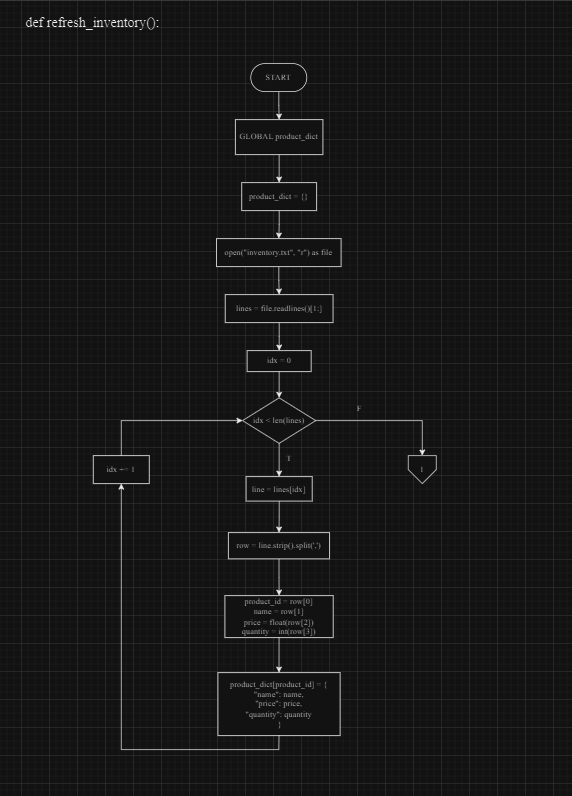 def refresh_inventory():
START
GLOBAL product_dict
product_dict = {}
open("inventory.txt", "r") as file
lines = file.readlines()[1:]
idx = 0
idx < len(lines)
F
1
T
idx += 1
line = lines[idx]
row = line.strip().split(',')
product_id = row[0]
name = row[1]
price = float(row[2])
quantity = int(row[3])
product_dict[product_id] = {
"name": name,
"price": price,
"quantity": quantity
}